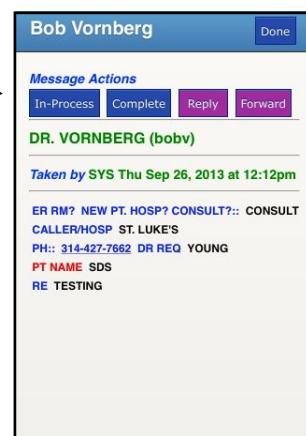 Bob Vornberg Done
Message Actions
In-Process Complete Reply Forward
DR. VORNBERG (bobv)
Taken by SYS Thu Sep 26, 2013 at 12:12pm
ER RM? NEW PT. HOSP? CONSULT?:: CONSULT
CALLER/HOSP ST. LUKE'S
PH:: 314-427-7662 DR REQ YOUNG
PT NAME SDS
RE TESTING